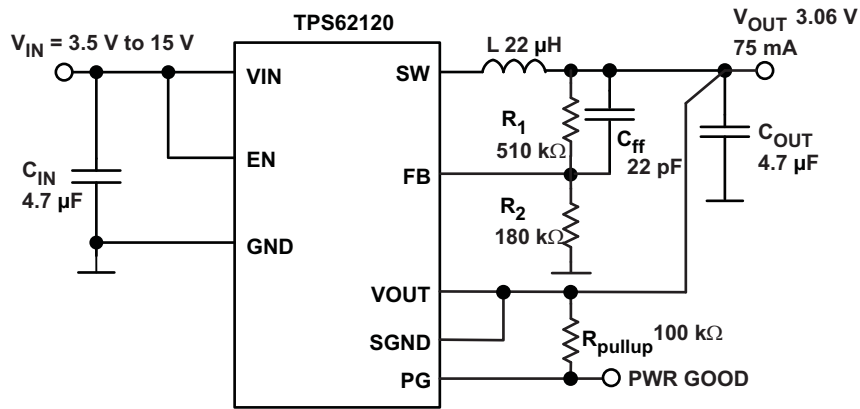 TPS62120
VIN = 3.5 V to 15 V
VOUT 3.06 V
75 mA
L 22 µH
VIN
SW
R1
510 kΩ
Cff
22 pF
COUT
4.7 µF
EN
FB
CIN
4.7 µF
R2
180 kΩ
GND
VOUT
SGND
Rpullup 100 kΩ
PG
PWR GOOD